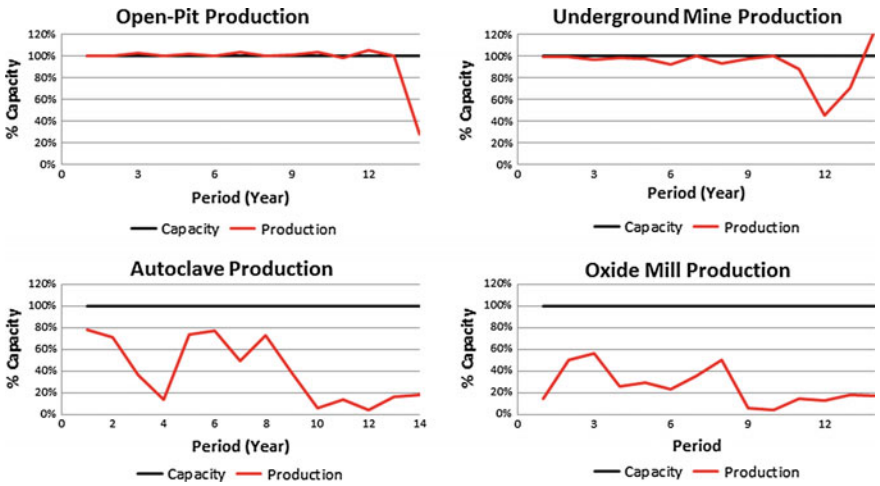 Open-Pit Production
% Capacity
120%
100%
80%
60%
40%
20%
0%
0 3 6 9 12
Period (Year)
Capacity Production
Underground Mine Production
% Capacity
120%
100%
80%
60%
40%
20%
0%
0 3 6 9 12
Period (Year)
Capacity Production
Autoclave Production
% Capacity
120%
100%
80%
60%
40%
20%
0%
0 2 4 6 8 10 12 14
Period (Year)
Capacity Production
Oxide Mill Production
% Capacity
120%
100%
80%
60%
40%
20%
0%
0 3 6 9 12
Period
Capacity Production